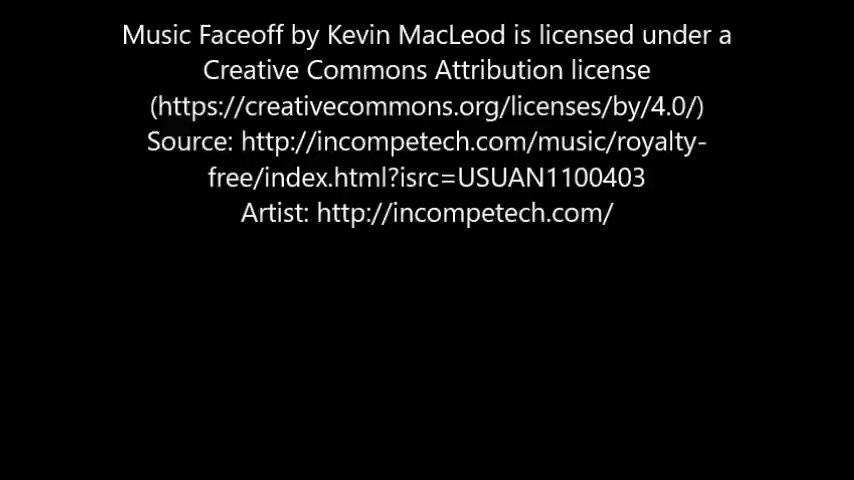 Music Faceoff by Kevin MacLeod is licensed under a
Creative Commons Attribution license
(https://creativecommons.org/licenses/by/4.0/)
Source: http://incompetech.com/music/royalty-
free/index.html?isrc=USUAN1100403
Artist: http://incompetech.com/